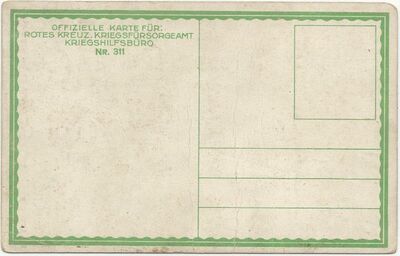 OFFIZIELLE KARTE FÜR:
ROTES KREUZ, KRIEGSFÜRSORGEAMT
KRIEGSHILFSBÜRO.
NR. 311